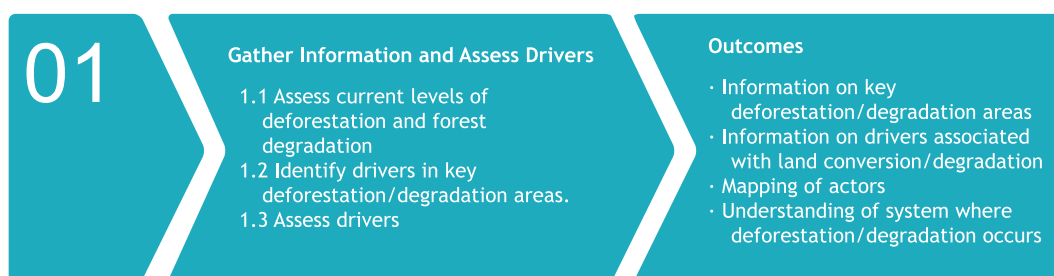 01
Gather Information and Assess Drivers
1.1 Assess current levels of
deforestation and forest
degradation
1.2 Identify drivers in key
deforestation/degradation areas.
1.3 Assess drivers
Outcomes
· Information on key
deforestation/degradation areas
· Information on drivers associated
with land conversion/degradation
· Mapping of actors
· Understanding of system where
deforestation/degradation occurs